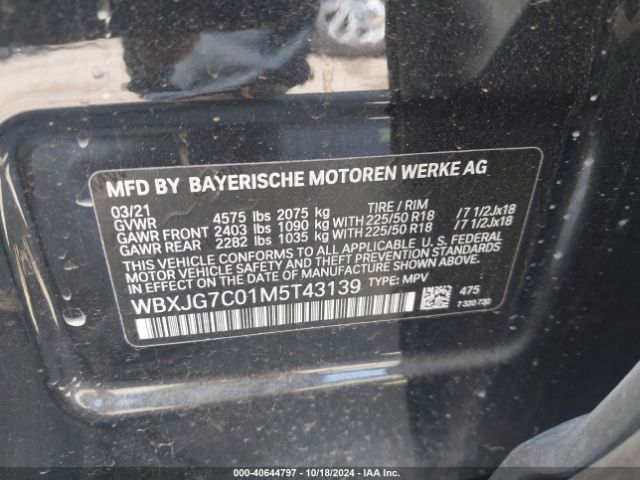 MFD BY BAYERISCHE MOTOREN WERKE AG
03/21 TIRE / RIM
GVWR 4575 lbs 2075 kg
GAWR FRONT 2403 lbs 1090 kg WITH 225/50 R18 /7 1/2Jx18
GAWR REAR 2282 lbs 1035 kg WITH 225/50 R18 /7 1/2Jx18
THIS VEHICLE CONFORMS TO ALL APPLICABLE U. S. FEDERAL
MOTOR VEHICLE SAFETY, BUMPER, AND THEFT PREVENTION STANDARDS
IN EFFECT ON THE DATE OF MANUFACTURE SHOWN ABOVE.
WBXJG7C01M5T43139 TYPE: MPV
475
7 320 730
000-40644797 - 10/18/2024 - IAA Inc.